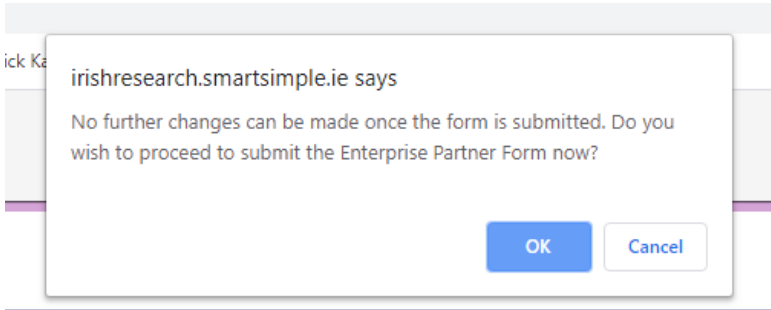 ick Ka
irishresearch.smartsimple.ie says
No further changes can be made once the form is submitted. Do you
wish to proceed to submit the Enterprise Partner Form now?
OK
Cancel